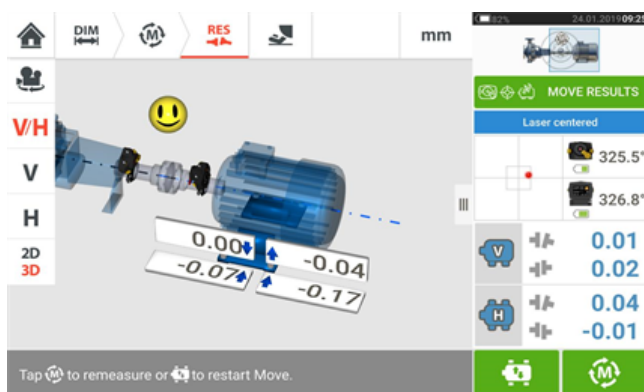 DIM
M
RES
mm
82%
24.01.2019 09:25
MOVE RESULTS
Laser centered
325.5°
326.8°
V/H
V
H
2D
3D
0.00
-0.04
-0.07
-0.17
V
0.01
0.02
H
0.04
-0.01
Tap M to remeasure or to restart Move.
M